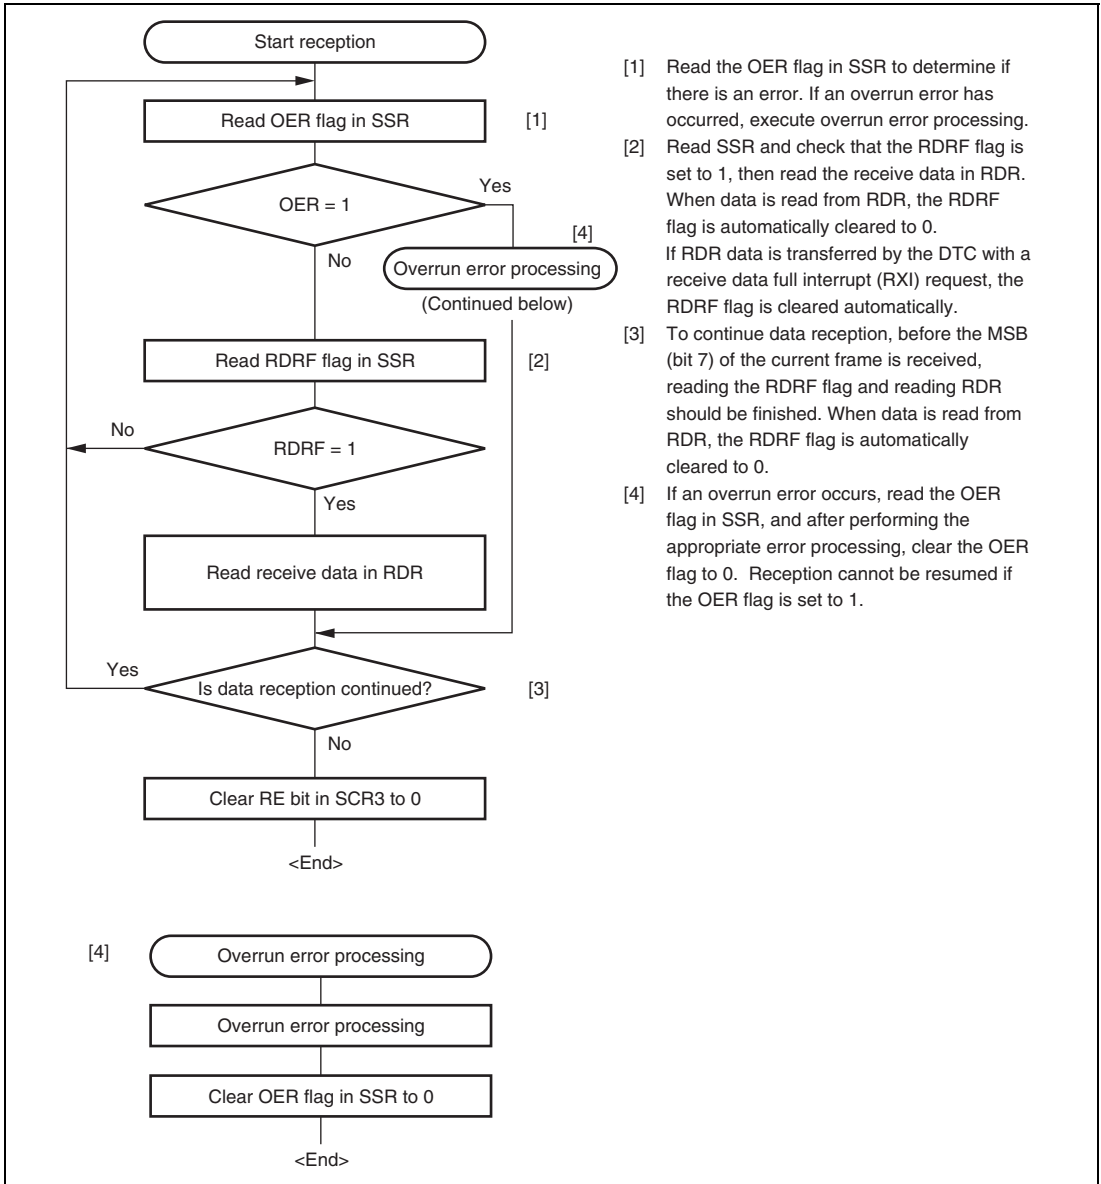 Start reception
Read OER flag in SSR
[1]
OER = 1
Yes
No
[4]
Overrun error processing
(Continued below)
Read RDRF flag in SSR
[2]
RDRF = 1
No
Yes
Read receive data in RDR
Is data reception continued?
[3]
Yes
No
Clear RE bit in SCR3 to 0
<End>
[4]
Overrun error processing
Overrun error processing
Clear OER flag in SSR to 0
<End>
[1] Read the OER flag in SSR to determine if
there is an error. If an overrun error has
occurred, execute overrun error processing.
[2] Read SSR and check that the RDRF flag is
set to 1, then read the receive data in RDR.
When data is read from RDR, the RDRF
flag is automatically cleared to 0.
If RDR data is transferred by the DTC with a
receive data full interrupt (RXI) request, the
RDRF flag is cleared automatically.
[3] To continue data reception, before the MSB
(bit 7) of the current frame is received,
reading the RDRF flag and reading RDR
should be finished. When data is read from
RDR, the RDRF flag is automatically
cleared to 0.
[4] If an overrun error occurs, read the OER
flag in SSR, and after performing the
appropriate error processing, clear the OER
flag to 0.  Reception cannot be resumed if
the OER flag is set to 1.